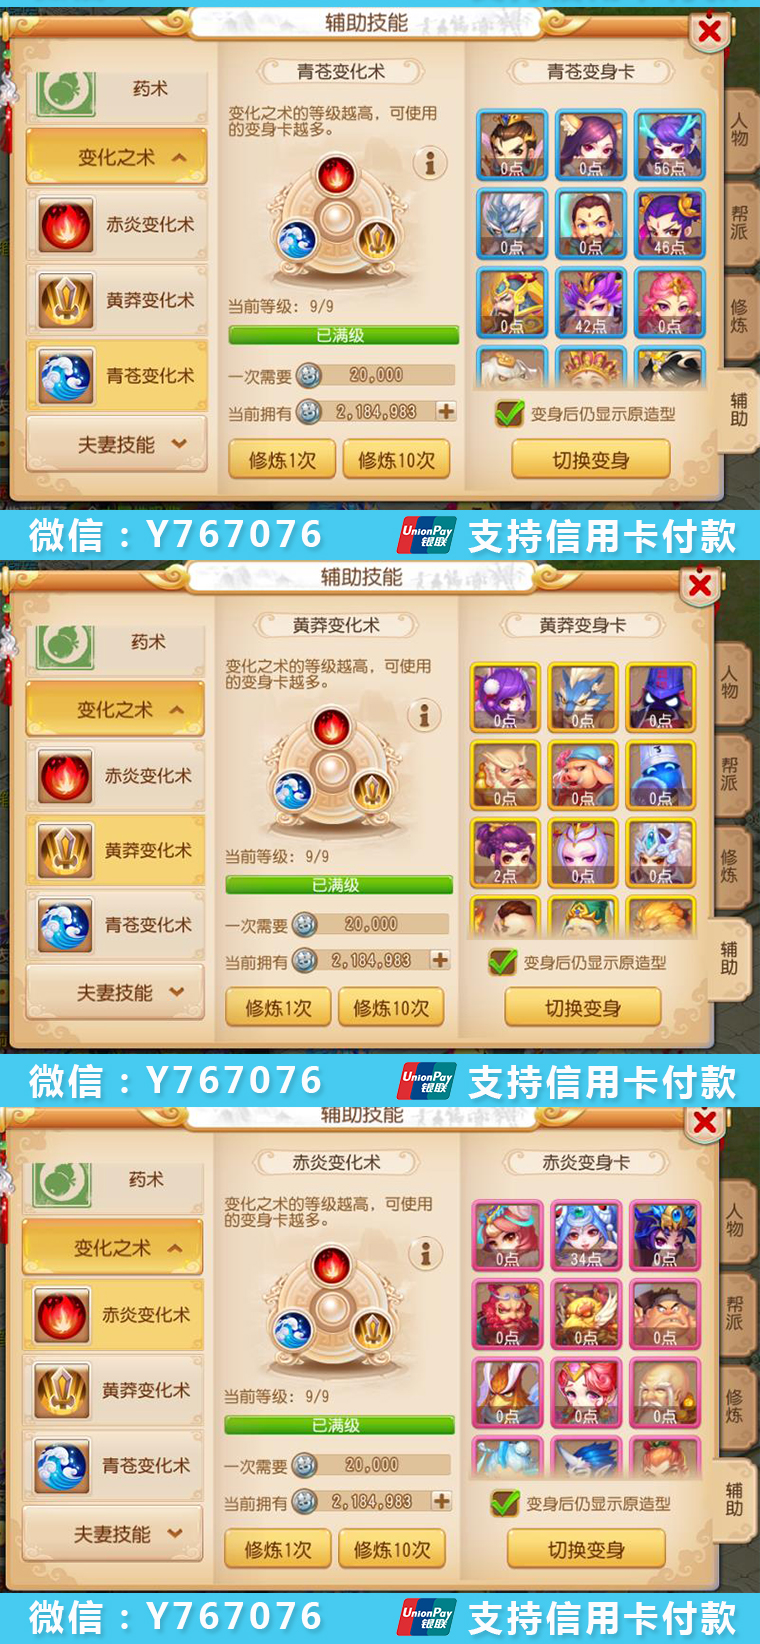 辅助技能
药术
变化之术
赤炎变化术
黄莽变化术
青苍变化术
夫妻技能
青苍变化术
变化之术的等级越高，可使用
的变身卡越多。
当前等级：9/9
已满级
一次需要 20,000
当前拥有 2,184,983
修炼1次 修炼10次
青苍变身卡
0点 0点 56点
0点 0点 46点
0点 42点 0点
变身后仍显示原造型
切换变身
人物
帮派
修炼
辅助
微信：Y767076 UnionPay 银联 支持信用卡付款
辅助技能
药术
变化之术
赤炎变化术
黄莽变化术
青苍变化术
夫妻技能
黄莽变化术
变化之术的等级越高，可使用
的变身卡越多。
当前等级：9/9
已满级
一次需要 20,000
当前拥有 2,184,983
修炼1次 修炼10次
黄莽变身卡
0点 0点 0点
0点 0点 0点
2点 0点 0点
变身后仍显示原造型
切换变身
人物
帮派
修炼
辅助
微信：Y767076 UnionPay 银联 支持信用卡付款
辅助技能
药术
变化之术
赤炎变化术
黄莽变化术
青苍变化术
夫妻技能
赤炎变化术
变化之术的等级越高，可使用
的变身卡越多。
当前等级：9/9
已满级
一次需要 20,000
当前拥有 2,184,983
修炼1次 修炼10次
赤炎变身卡
0点 34点 0点
0点 0点 0点
0点 0点 0点
变身后仍显示原造型
切换变身
人物
帮派
修炼
辅助
微信：Y767076 UnionPay 银联 支持信用卡付款